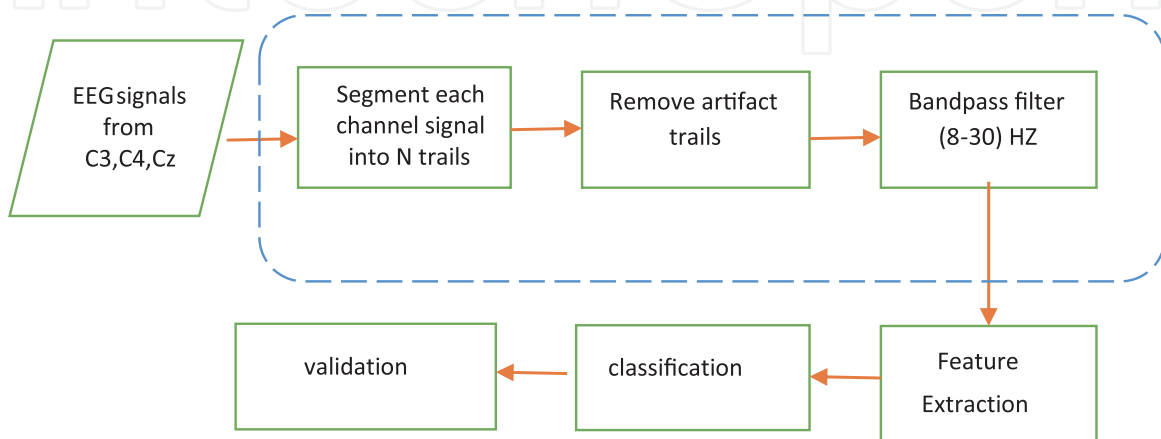 EEGsignals
from
C3,C4,Cz
Segment each
channel signal
into N trails
Remove artifact
trails
Bandpass filter
(8-30) HZ
Feature
Extraction
classification
validation